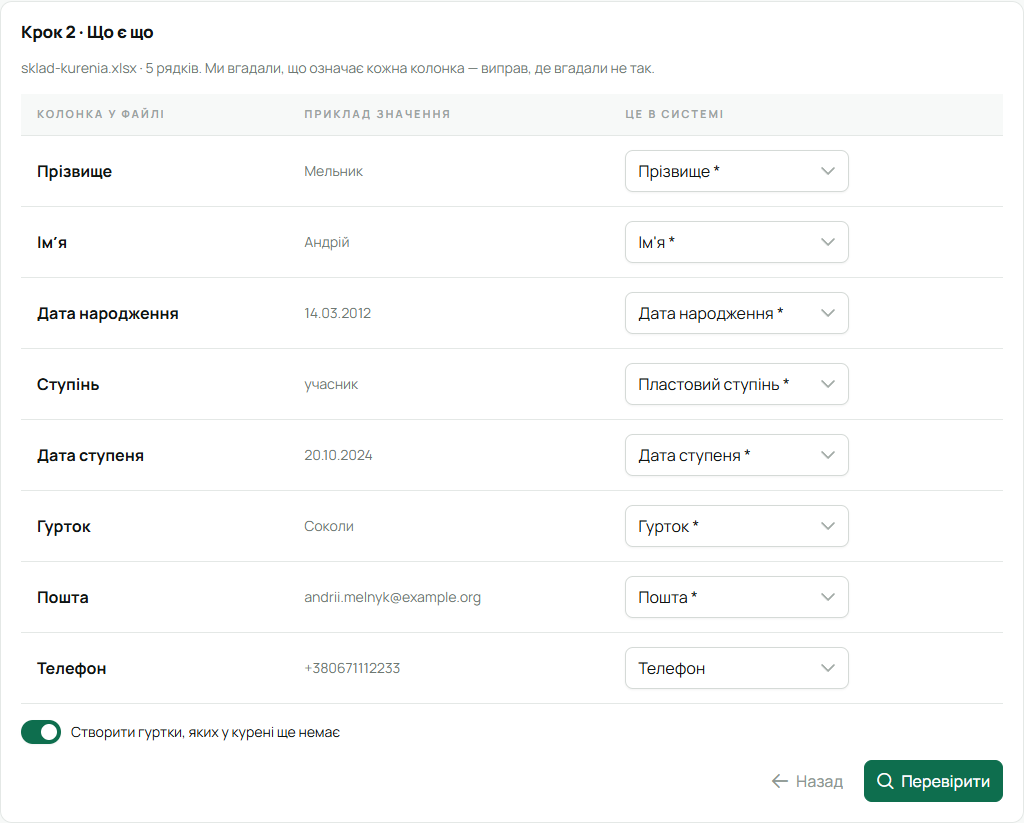 Крок 2 · Що є що
sklad-kurenia.xlsx · 5 рядків. Ми вгадали, що означає кожна колонка — виправ, де вгадали не так.
КОЛОНКА У ФАЙЛІ ПРИКЛАД ЗНАЧЕННЯ ЦЕ В СИСТЕМІ
Прізвище Мельник Прізвище *
Ім´я Андрій Ім'я *
Дата народження 14.03.2012 Дата народження *
Ступінь учасник Пластовий ступінь *
Дата ступеня 20.10.2024 Дата ступеня *
Гурток Соколи Гурток *
Пошта andrii.melnyk@example.org Пошта *
Телефон +380671112233 Телефон
Створити гуртки, яких у курені ще немає
Назад Перевірити